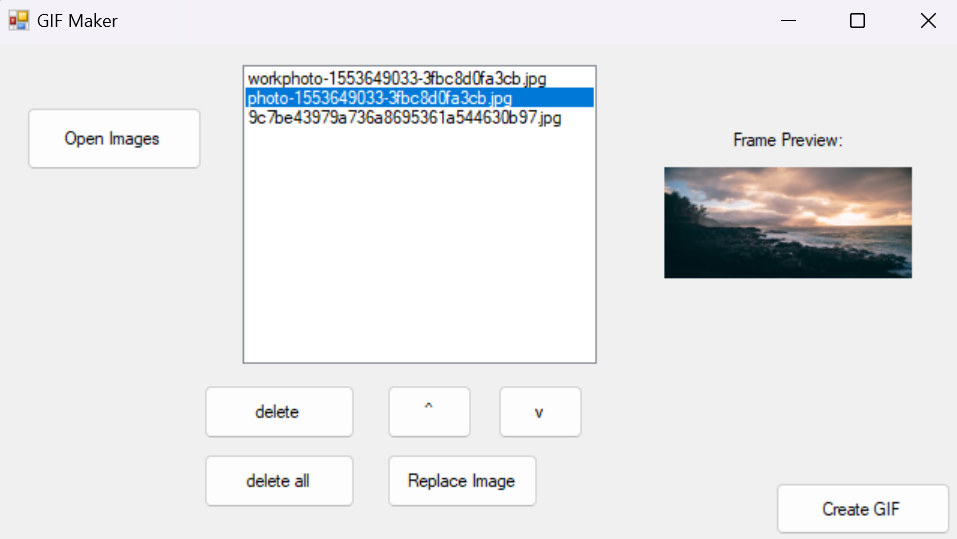 GIF Maker
Open Images
workphoto-1553649033-3fbc8d0fa3cb.jpg
photo-1553649033-3fbc8d0fa3cb.jpg
9c7be43979a736a8695361a544630b97.jpg
Frame Preview:
delete
^
v
delete all
Replace Image
Create GIF